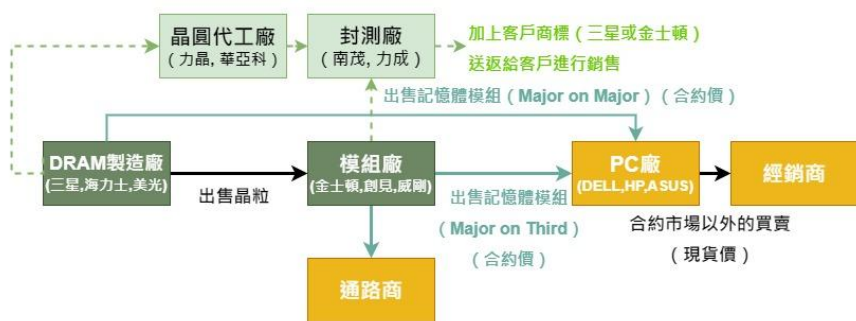 晶圓代工廠
(力晶, 華亞科)
封測廠
(南茂, 力成)
加上客戶商標（三星或金士頓）
送返給客戶進行銷售
出售記憶體模組（Major on Major）（合約價）
DRAM製造廠
(三星,海力士,美光)
出售晶粒
模組廠
(金士頓,創見,威剛)
出售記憶體模組
（Major on Third）
（合約價）
PC廠
(DELL,HP,ASUS)
經銷商
合約市場以外的買賣
（現貨價）
通路商